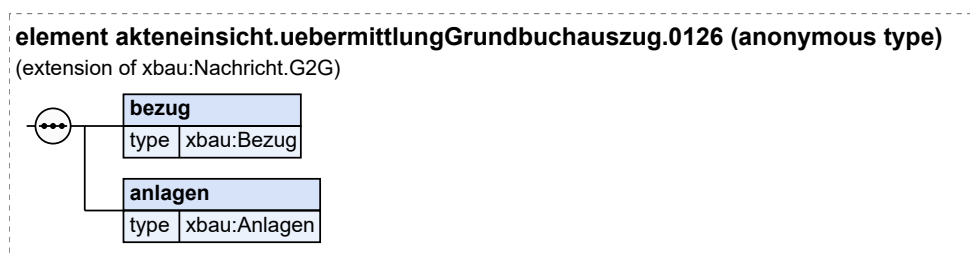 element akteneinsicht.uebermittlungGrundbuchauszug.0126 (anonymous type)
(extension of xbau:Nachricht.G2G)
bezug
type xbau:Bezug
anlagen
type xbau:Anlagen